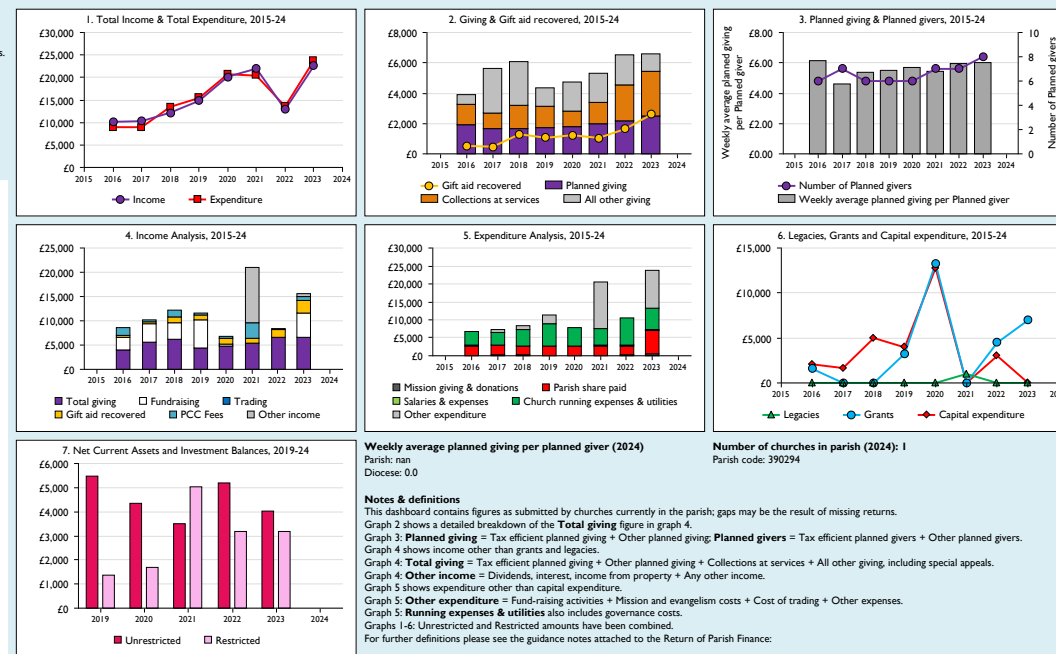 s.
1. Total Income & Total Expenditure, 2015-24
£30,000
£25,000
£20,000
£15,000
£10,000
£5,000
£0
2015 2016 2017 2018 2019 2020 2021 2022 2023 2024
Income Expenditure
2. Giving & Gift aid recovered, 2015-24
£8,000
£6,000
£4,000
£2,000
£0
2015 2016 2017 2018 2019 2020 2021 2022 2023 2024
Gift aid recovered Planned giving
Collections at services All other giving
3. Planned giving & Planned givers, 2015-24
Weekly average planned giving
per Planned giver
£8.00
£6.00
£4.00
£2.00
£0.00
10
8
6
4
2
0
Number of Planned givers
2015 2016 2017 2018 2019 2020 2021 2022 2023 2024
Number of Planned givers
Weekly average planned giving per Planned giver
4. Income Analysis, 2015-24
£25,000
£20,000
£15,000
£10,000
£5,000
£0
2015 2016 2017 2018 2019 2020 2021 2022 2023 2024
Total giving Fundraising Trading
Gift aid recovered PCC Fees Other income
5. Expenditure Analysis, 2015-24
£30,000
£25,000
£20,000
£15,000
£10,000
£5,000
£0
2015 2016 2017 2018 2019 2020 2021 2022 2023 2024
Mission giving & donations Parish share paid
Salaries & expenses Church running expenses & utilities
Other expenditure
6. Legacies, Grants and Capital expenditure, 2015-24
£15,000
£10,000
£5,000
£0
2015 2016 2017 2018 2019 2020 2021 2022 2023 20
Legacies Grants Capital expenditure
7. Net Current Assets and Investment Balances, 2019-24
£6,000
£5,000
£4,000
£3,000
£2,000
£1,000
£0
2019 2020 2021 2022 2023 2024
Unrestricted Restricted
Weekly average planned giving per planned giver (2024)
Parish: nan
Diocese: 0.0
Number of churches in parish (2024): 1
Parish code: 390294
Notes & definitions
This dashboard contains figures as submitted by churches currently in the parish; gaps may be the result of missing returns.
Graph 2 shows a detailed breakdown of the Total giving figure in graph 4.
Graph 3: Planned giving = Tax efficient planned giving + Other planned giving; Planned givers = Tax efficient planned givers + Other planned givers.
Graph 4 shows income other than grants and legacies.
Graph 4: Total giving = Tax efficient planned giving + Other planned giving + Collections at services + All other giving, including special appeals.
Graph 4: Other income = Dividends, interest, income from property + Any other income.
Graph 5 shows expenditure other than capital expenditure.
Graph 5: Other expenditure = Fund-raising activities + Mission and evangelism costs + Cost of trading + Other expenses.
Graph 5: Running expenses & utilities also includes governance costs.
Graphs 1-6: Unrestricted and Restricted amounts have been combined.
For further definitions please see the guidance notes attached to the Return of Parish Finance: